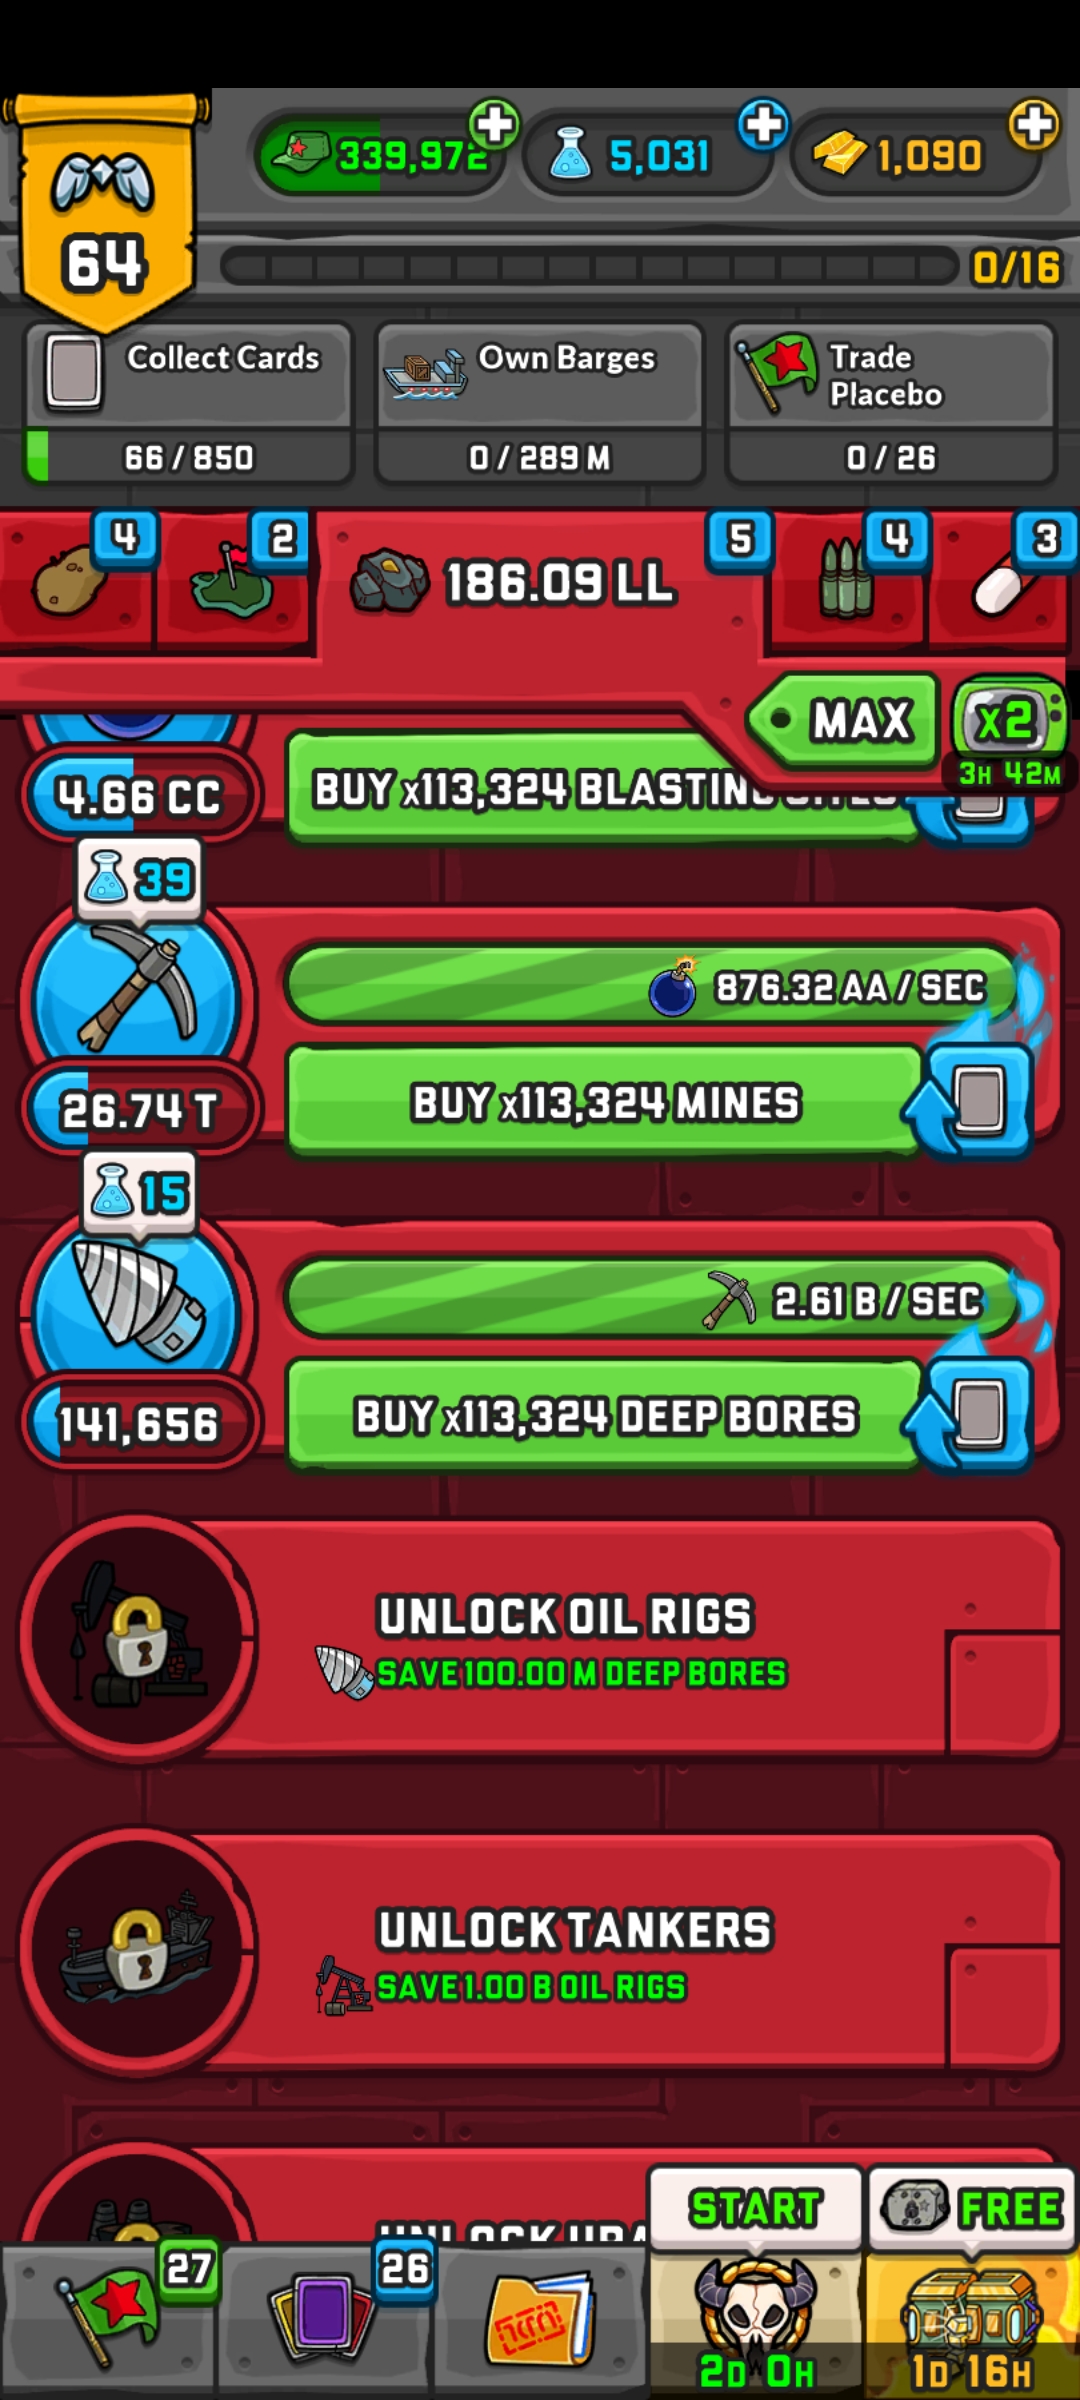 339,972
5,031
1,090
64
0/16
Collect Cards
66 / 850
Own Barges
0 / 289 M
Trade
Placebo
0 / 26
4
2
186.09 LL
5
4
3
MAX
x2
3H 42M
4.66 CC
BUY x113,324
39
876.32 AA / SEC
26.74 T
BUY x113,324 MINES
15
2.61 B / SEC
141,656
BUY x113,324 DEEP BORES
UNLOCK OIL RIGS
SAVE 100.00 M DEEP BORES
UNLOCK TANKERS
SAVE 1.00 B OIL RIGS
UNLOCK
START
FREE
27
26
2D 0H
1D 16H